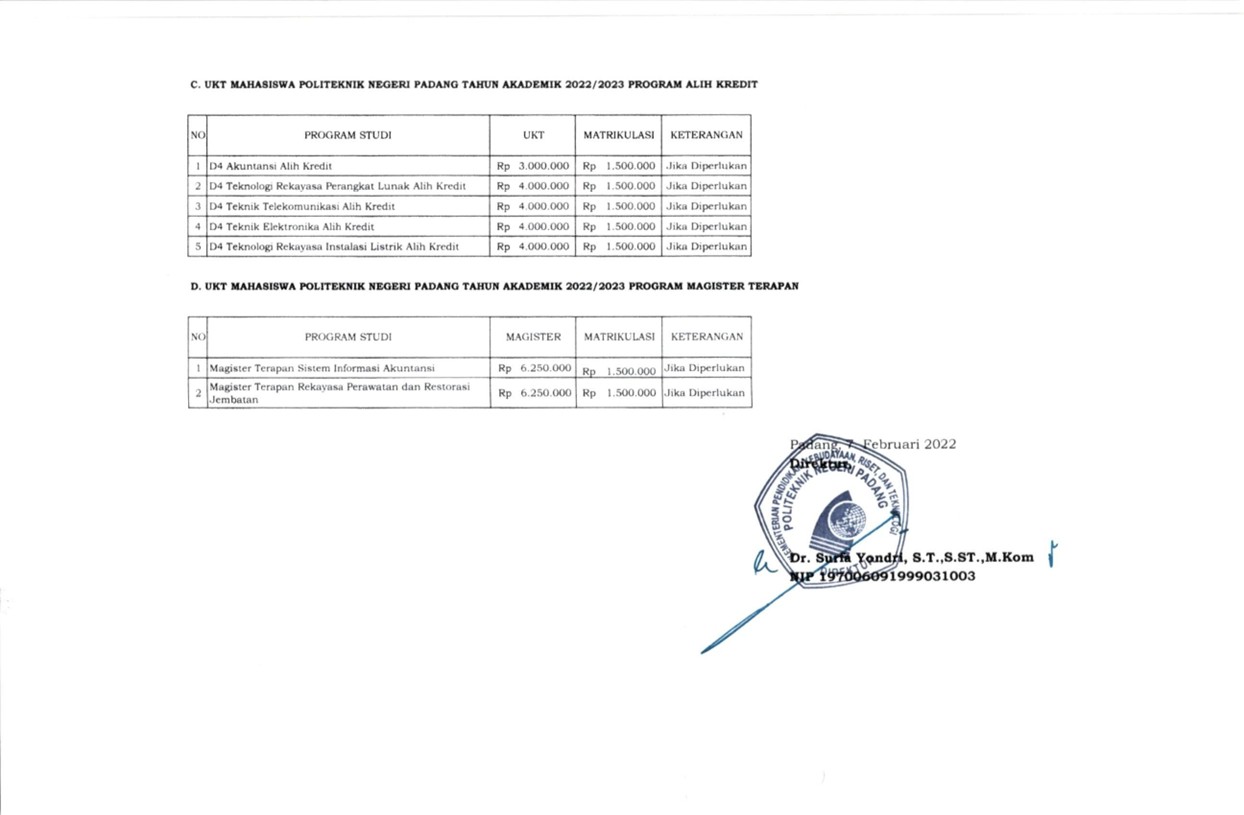 C. UKT MAHASISWA POLITEKNIK NEGERI PADANG TAHUN AKADEMIK 2022/2023 PROGRAM ALIH KREDIT
NO PROGRAM STUDI UKT MATRIKULASI KETERANGAN
1 D4 Akuntansi Alih Kredit Rp 3.000.000 Rp 1.500.000 Jika Diperlukan
2 D4 Teknologi Rekayasa Perangkat Lunak Alih Kredit Rp 4.000.000 Rp 1.500.000 Jika Diperlukan
3 D4 Teknik Telekomunikasi Alih Kredit Rp 4.000.000 Rp 1.500.000 Jika Diperlukan
4 D4 Teknik Elektronika Alih Kredit Rp 4.000.000 Rp 1.500.000 Jika Diperlukan
5 D4 Teknologi Rekayasa Instalasi Listrik Alih Kredit Rp 4.000.000 Rp 1.500.000 Jika Diperlukan
D. UKT MAHASISWA POLITEKNIK NEGERI PADANG TAHUN AKADEMIK 2022/2023 PROGRAM MAGISTER TERAPAN
NO PROGRAM STUDI MAGISTER MATRIKULASI KETERANGAN
1 Magister Terapan Sistem Informasi Akuntansi Rp 6.250.000 Rp 1.500.000 Jika Diperlukan
2 Magister Terapan Rekayasa Perawatan dan Restorasi Jembatan Rp 6.250.000 Rp 1.500.000 Jika Diperlukan
Padang, 7 Februari 2022
Direktur,
KEMENTERIAN PENDIDIKAN, KEBUDAYAAN, RISET, DAN TEKNOLOGI
POLITEKNIK NEGERI PADANG
DIREKTUR
Dr. Surfa Yondri, S.T.,S.ST.,M.Kom
NIP 197006091999031003